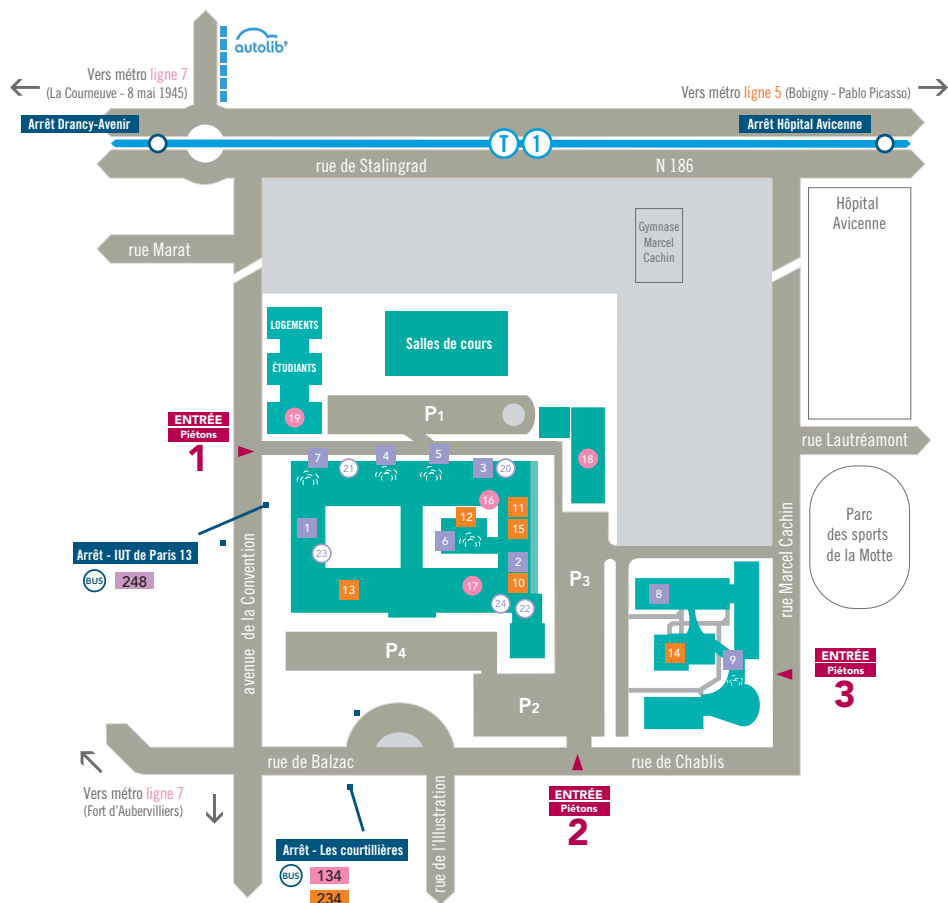 autolib'
Vers métro ligne 7
(La Courneuve - 8 mai 1945)
Vers métro ligne 5 (Bobigny - Pablo Picasso)
Arrêt Drancy-Avenir
Arrêt Hôpital Avicenne
T 1
rue de Stalingrad
N 186
Hôpital
Avicenne
Gymnase
Marcel
Cachin
rue Marat
LOGEMENTS
ÉTUDIANTS
19
Salles de cours
P1
ENTRÉE
Piétons
1
rue Lautréamont
7
21
4
5
3
20
18
16
11
12
15
1
6
23
2
13
17
10
24
22
Arrêt - IUT de Paris 13
BUS 248
avenue de la Convention
P3
rue Marcel Cachin
Parc
des sports
de la Motte
8
14
9
P4
ENTRÉE
Piétons
3
P2
rue de Balzac
rue de Chablis
Vers métro ligne 7
(Fort d'Aubervilliers)
rue de l'Illustration
ENTRÉE
Piétons
2
Arrêt - Les courtillières
BUS 134
234